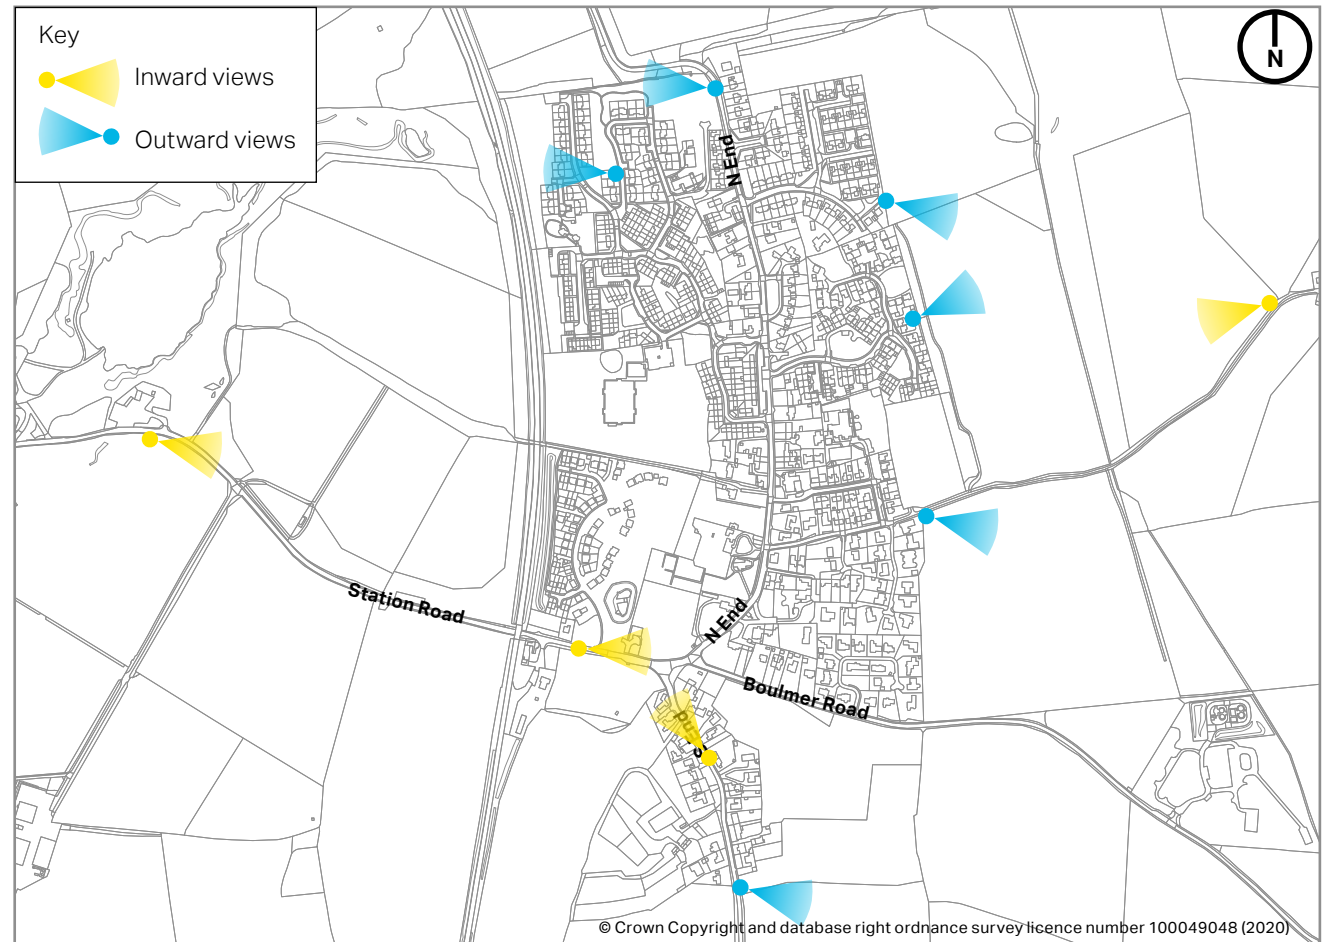 Key
Inward views
Outward views
N
N End
Station Road
N End
Boulmer Road
S End
© Crown Copyright and database right ordnance survey licence number 100049048 (2020)